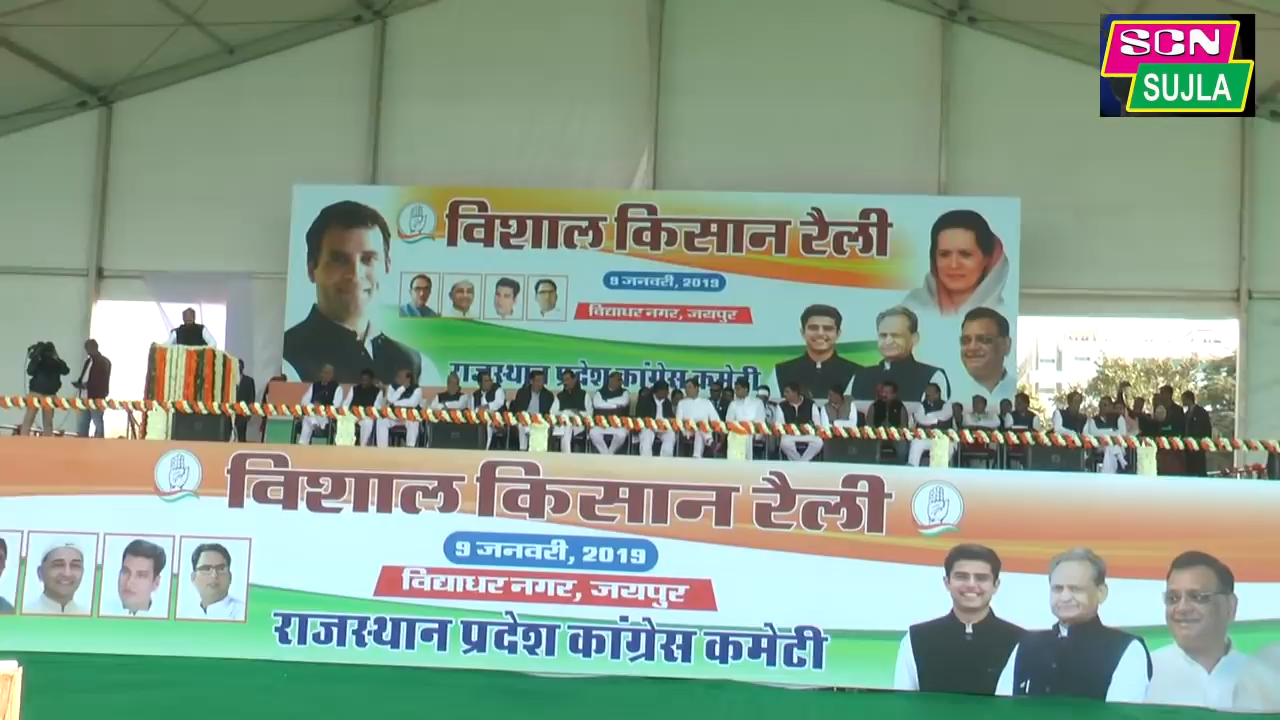 SCN
SUJLA
विशाल किसान रैली
9 जनवरी, 2019
विद्याधर नगर, जयपुर
राजस्थान प्रदेश कांग्रेस कमेटी
विशाल किसान रैली
9 जनवरी, 2019
विद्याधर नगर, जयपुर
राजस्थान प्रदेश कांग्रेस कमेटी